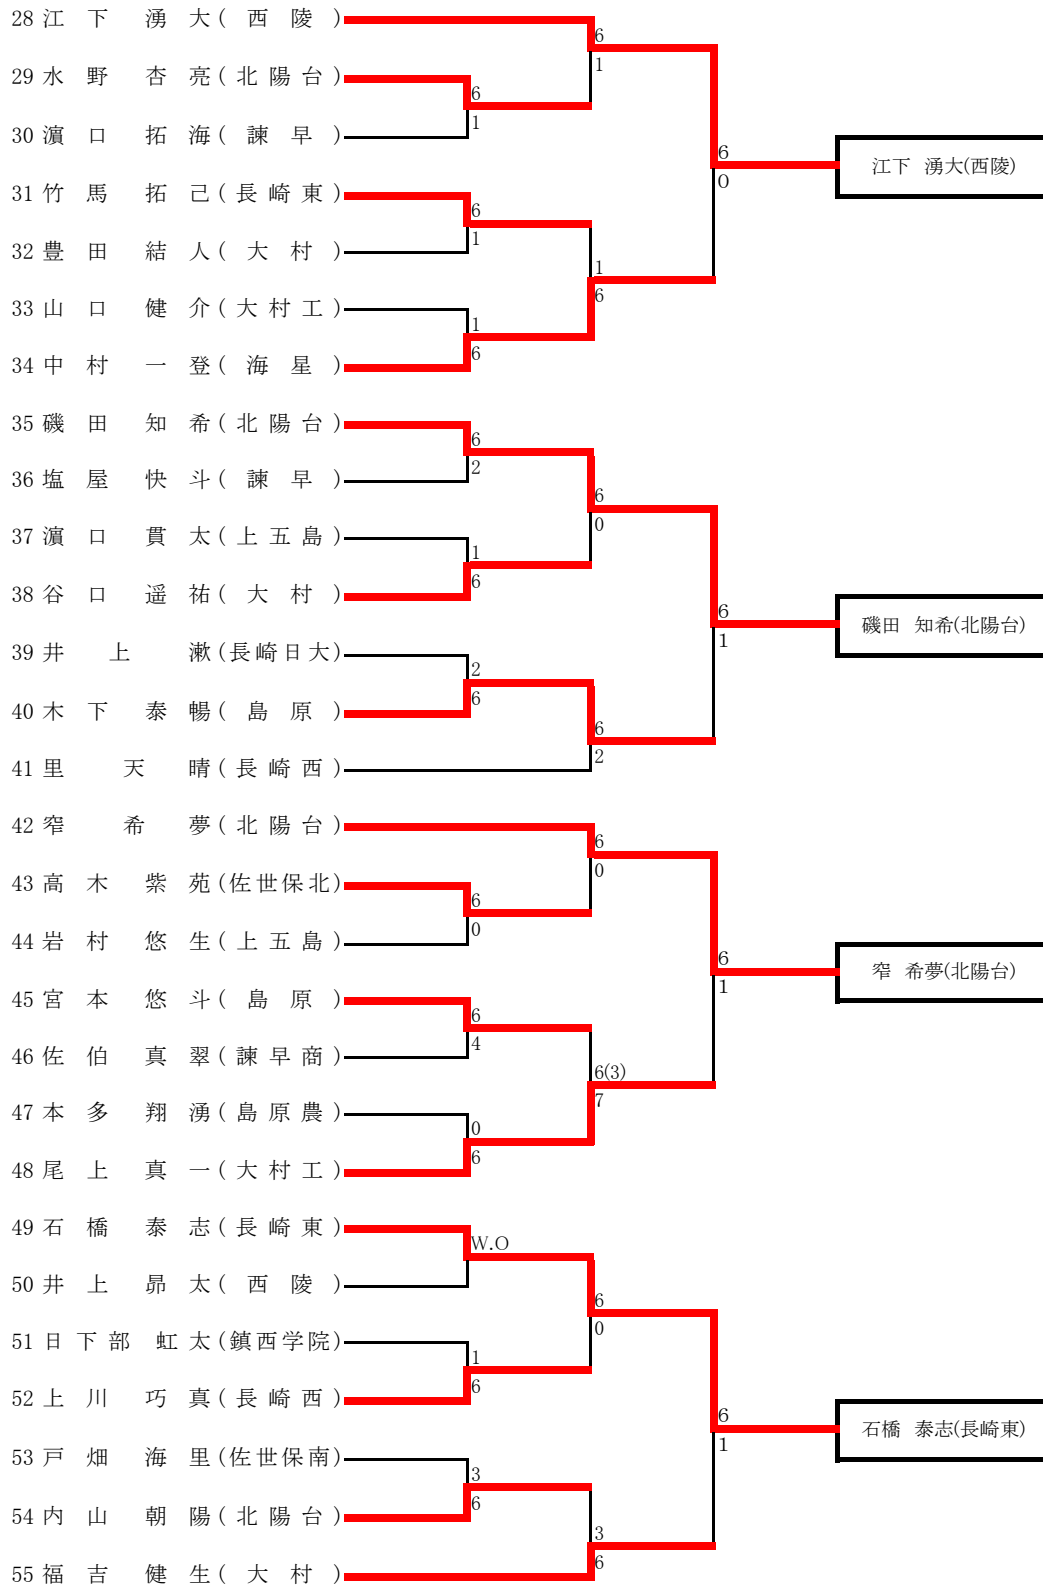 28 江下 湧大(西陵)
6
29 水野 杏亮(北陽台)
1
6
30 濵口 拓海(諫早)
1
6
江下 湧大(西陵)
0
31 竹馬 拓己(長崎東)
6
32 豊田 結人(大村)
1
1
6
33 山口 健介(大村工)
1
34 中村 一登(海星)
6
35 磯田 知希(北陽台)
6
36 塩屋 快斗(諫早)
2
6
0
37 濵口 貫太(上五島)
1
38 谷口 遥祐(大村)
6
6
磯田 知希(北陽台)
1
39 井上 漱(長崎日大)
2
40 木下 泰暢(島原)
6
6
2
41 里 天晴(長崎西)
42 窄 希夢(北陽台)
6
0
43 高木 紫苑(佐世保北)
6
44 岩村 悠生(上五島)
0
6
窄 希夢(北陽台)
1
45 宮本 悠斗(島原)
6
46 佐伯 真翠(諫早商)
4
6(3)
7
47 本多 翔湧(島原農)
0
48 尾上 真一(大村工)
6
49 石橋 泰志(長崎東)
W.O
50 井上 昴太(西陵)
6
0
51 日下部 虹太(鎮西学院)
1
52 上川 巧真(長崎西)
6
6
石橋 泰志(長崎東)
1
53 戸畑 海里(佐世保南)
3
54 内山 朝陽(北陽台)
6
3
6
55 福吉 健生(大村)